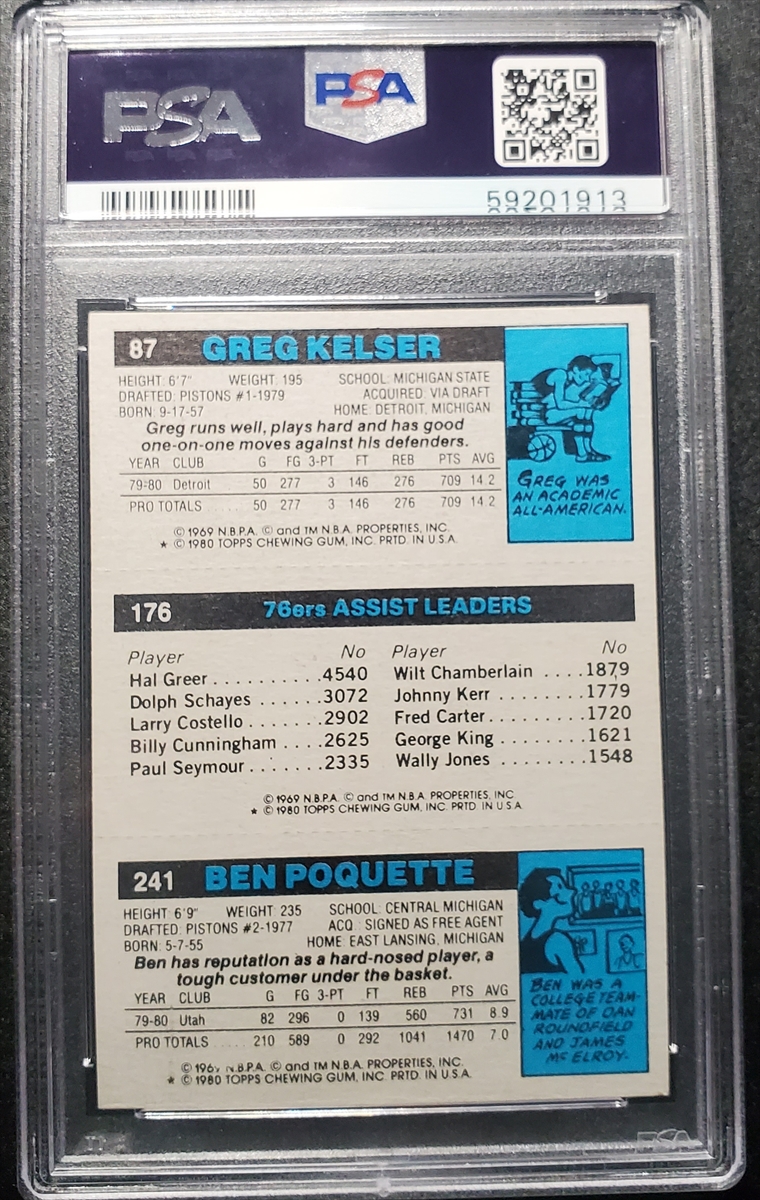 PSA
PSA
59201913
87 GREG KELSER
HEIGHT: 6'7" WEIGHT: 195 SCHOOL: MICHIGAN STATE
DRAFTED: PISTONS #1-1979 ACQUIRED: VIA DRAFT
BORN: 9-17-57 HOME: DETROIT, MICHIGAN
Greg runs well, plays hard and has good
one-on-one moves against his defenders.
YEAR CLUB G FG 3-PT FT REB PTS AVG
79-80 Detroit 50 277 3 146 276 709 14.2
PRO TOTALS ..... 50 277 3 146 276 709 14.2
© 1969 N.B.P.A. © and TM N.B.A. PROPERTIES, INC.
★ © 1980 TOPPS CHEWING GUM, INC. PRTD. IN U.S.A.
GREG WAS
AN ACADEMIC
ALL-AMERICAN.
176 76ers ASSIST LEADERS
Player No Player No
Hal Greer . . . . . . . . . . 4540 Wilt Chamberlain . . . . 1879
Dolph Schayes . . . . . . 3072 Johnny Kerr . . . . . . . . 1779
Larry Costello . . . . . . 2902 Fred Carter . . . . . . . . 1720
Billy Cunningham . . . . 2625 George King . . . . . . . . 1621
Paul Seymour . . . . . . . 2335 Wally Jones . . . . . . . . 1548
© 1969 N.B.P.A. © and TM N.B.A. PROPERTIES, INC
★ © 1980 TOPPS CHEWING GUM, INC. PRTD. IN U.S.A.
241 BEN POQUETTE
HEIGHT: 6'9" WEIGHT: 235 SCHOOL: CENTRAL MICHIGAN
DRAFTED: PISTONS #2-1977 ACQ.: SIGNED AS FREE AGENT
BORN: 5-7-55 HOME: EAST LANSING, MICHIGAN
Ben has reputation as a hard-nosed player, a
tough customer under the basket.
YEAR CLUB G FG 3-PT FT REB PTS AVG
79-80 Utah 82 296 0 139 560 731 8.9
PRO TOTALS ..... 210 589 0 292 1041 1470 7.0
© N.B.P.A. © and TM N.B.A. PROPERTIES, INC.
★ © 1980 TOPPS CHEWING GUM, INC. PRTD. IN U.S.A.
BEN WAS A
COLLEGE TEAM-
MATE OF DAN
ROUNDFIELD
AND JAMES
McELROY.
PSA